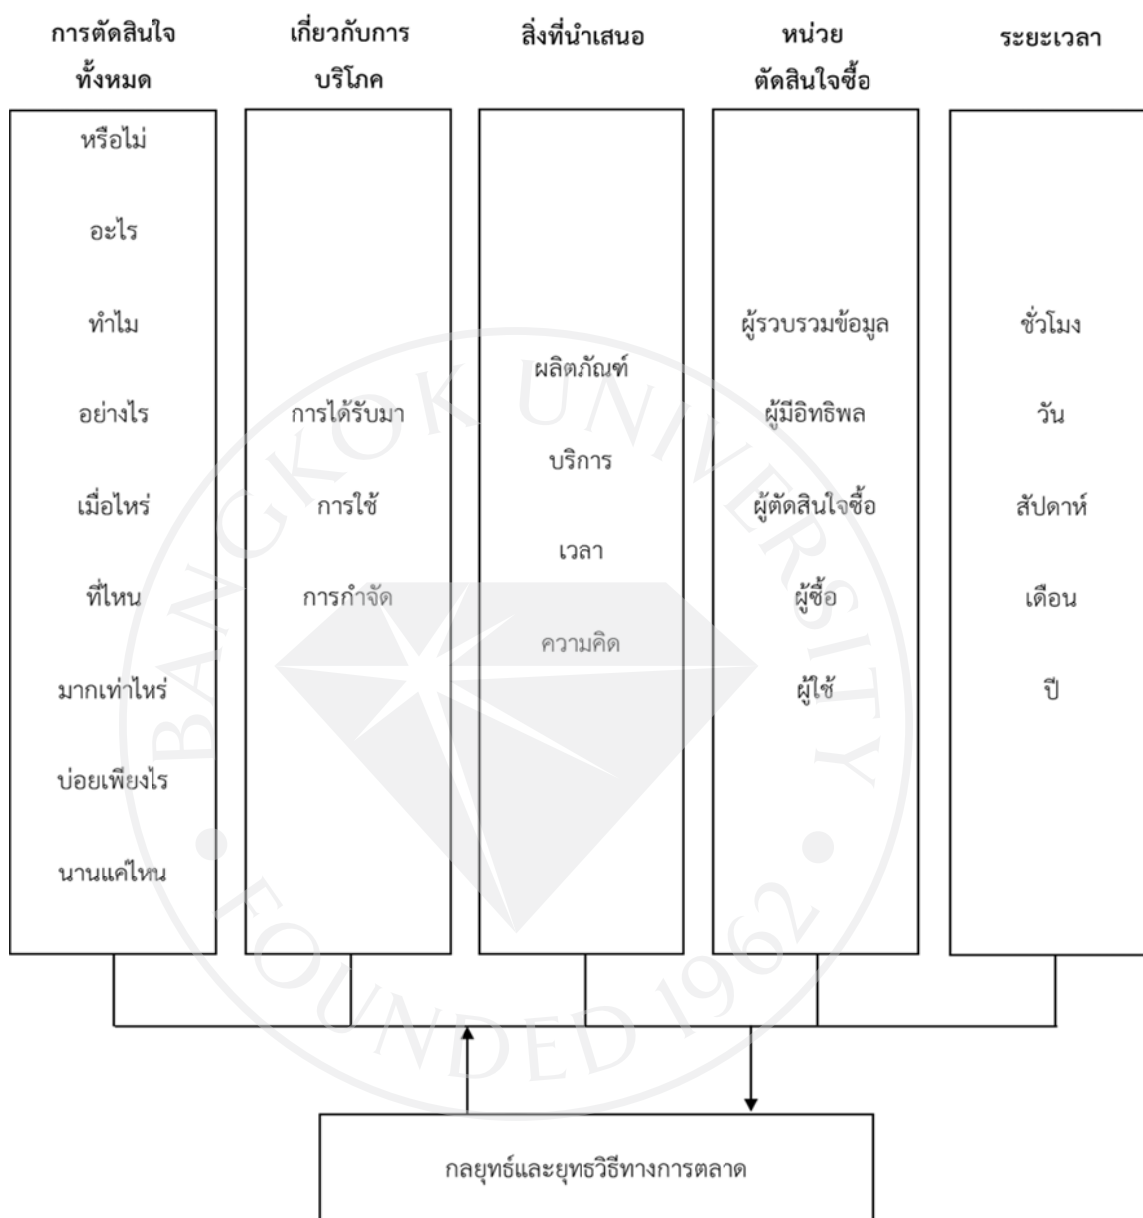 การตัดสินใจ
ทั้งหมด
หรือไม่
อะไร
ทำไม
อย่างไร
เมื่อไหร่
ที่ไหน
มากเท่าไหร่
บ่อยเพียงไร
นานแค่ไหน
เกี่ยวกับการ
บริโภค
การได้รับมา
การใช้
การกำจัด
สิ่งที่นำเสนอ
ผลิตภัณฑ์
บริการ
เวลา
ความคิด
หน่วย
ตัดสินใจซื้อ
ผู้รวบรวมข้อมูล
ผู้มีอิทธิพล
ผู้ตัดสินใจซื้อ
ผู้ซื้อ
ผู้ใช้
ระยะเวลา
ชั่วโมง
วัน
สัปดาห์
เดือน
ปี
กลยุทธ์และยุทธวิธีทางการตลาด
BANGKOK UNIVERSITY
FOUNDED 1962